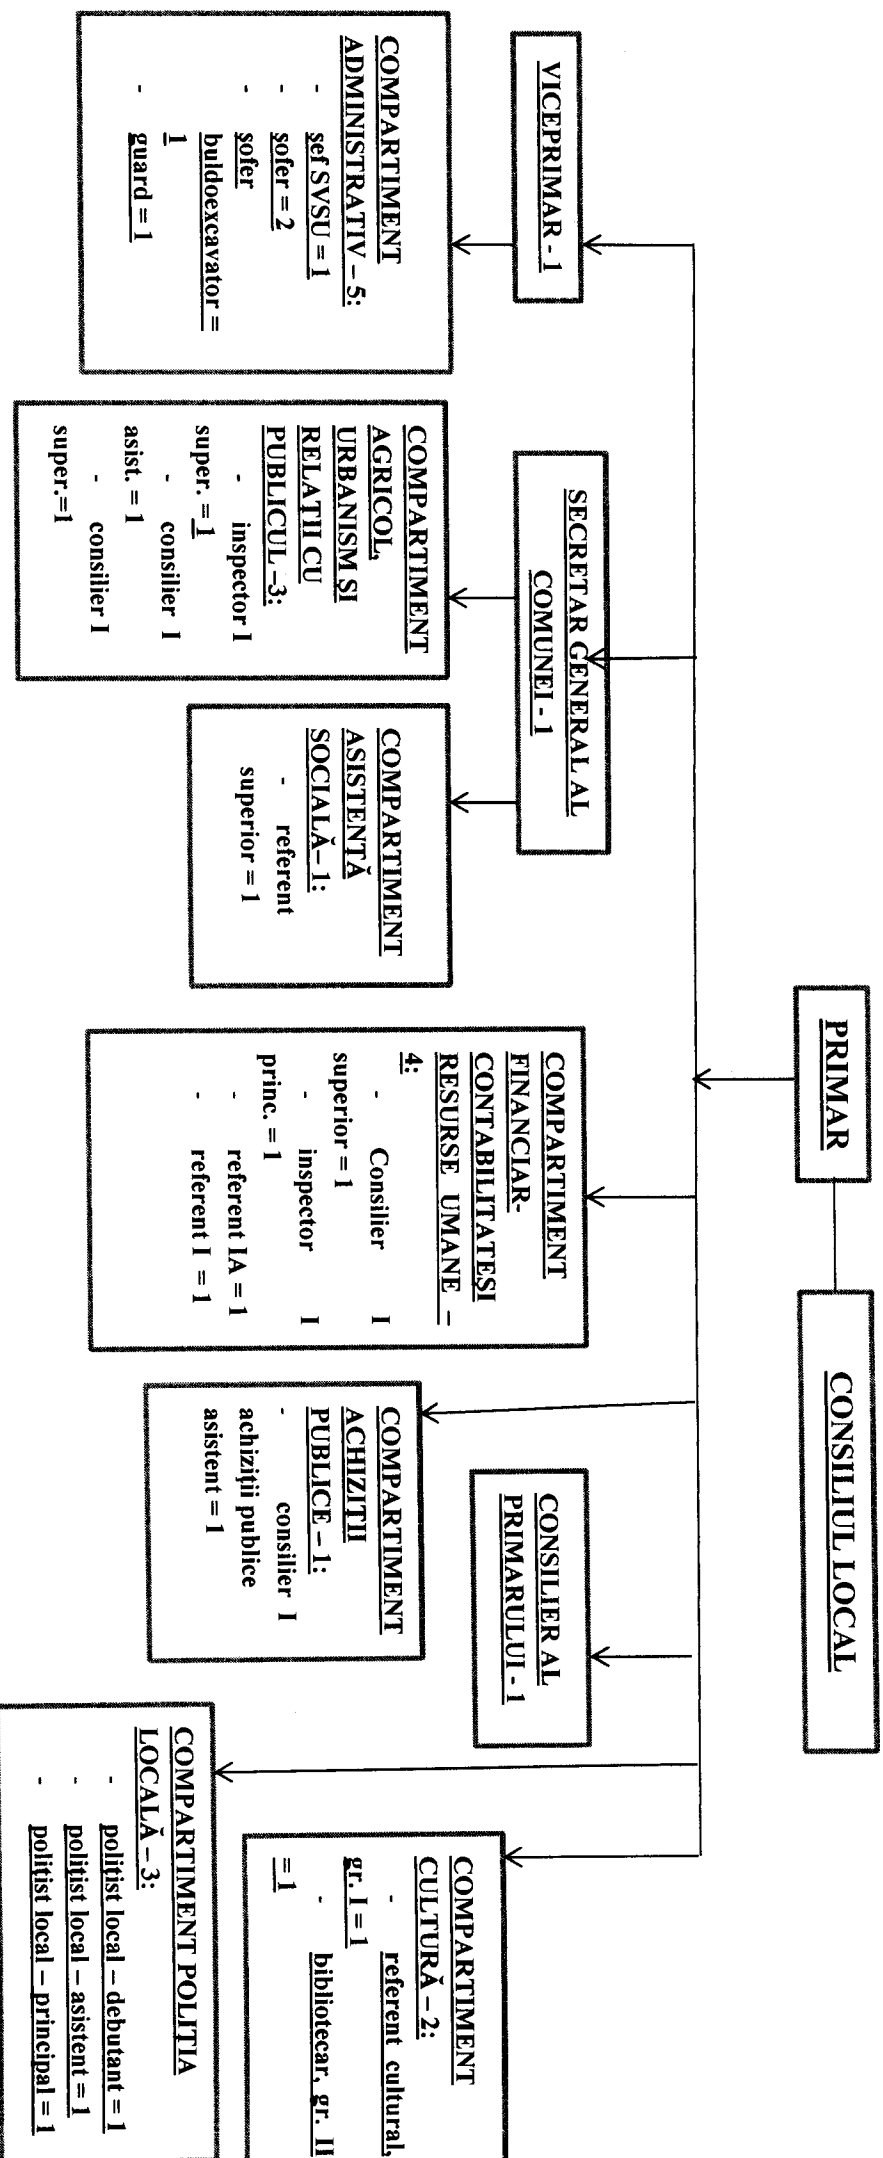 PRIMAR
CONSILIUL LOCAL
VICEPRIMAR - 1
SECRETAR GENERAL AL
COMUNEI - 1
COMPARTIMENT
ADMINISTRATIV – 5:
- șef SVSU = 1
- șofer = 2
- șofer
buldoexcavator =
1
- guard = 1
COMPARTIMENT
AGRICOL,
URBANISM ȘI
RELAȚII CU
PUBLICUL –3:
- inspector I
super. = 1
- consilier I
asist. = 1
- consilier I
super.=1
COMPARTIMENT
ASISTENȚĂ
SOCIALĂ– 1:
- referent
superior = 1
COMPARTIMENT
FINANCIAR-
CONTABILITATEȘI
RESURSE UMANE –
4:
- Consilier I
superior = 1
- inspector I
princ. = 1
- referent IA = 1
- referent I = 1
COMPARTIMENT
ACHIZIȚII
PUBLICE – 1:
- consilier I
achiziții publice
asistent = 1
CONSILIER AL
PRIMARULUI - 1
COMPARTIMENT POLIȚIA
LOCALĂ – 3:
- polițist local – debutant = 1
- polițist local – asistent = 1
- polițist local – principal = 1
COMPARTIMENT
CULTURĂ – 2:
- referent cultural,
gr. I = 1
- bibliotecar, gr. II
= 1